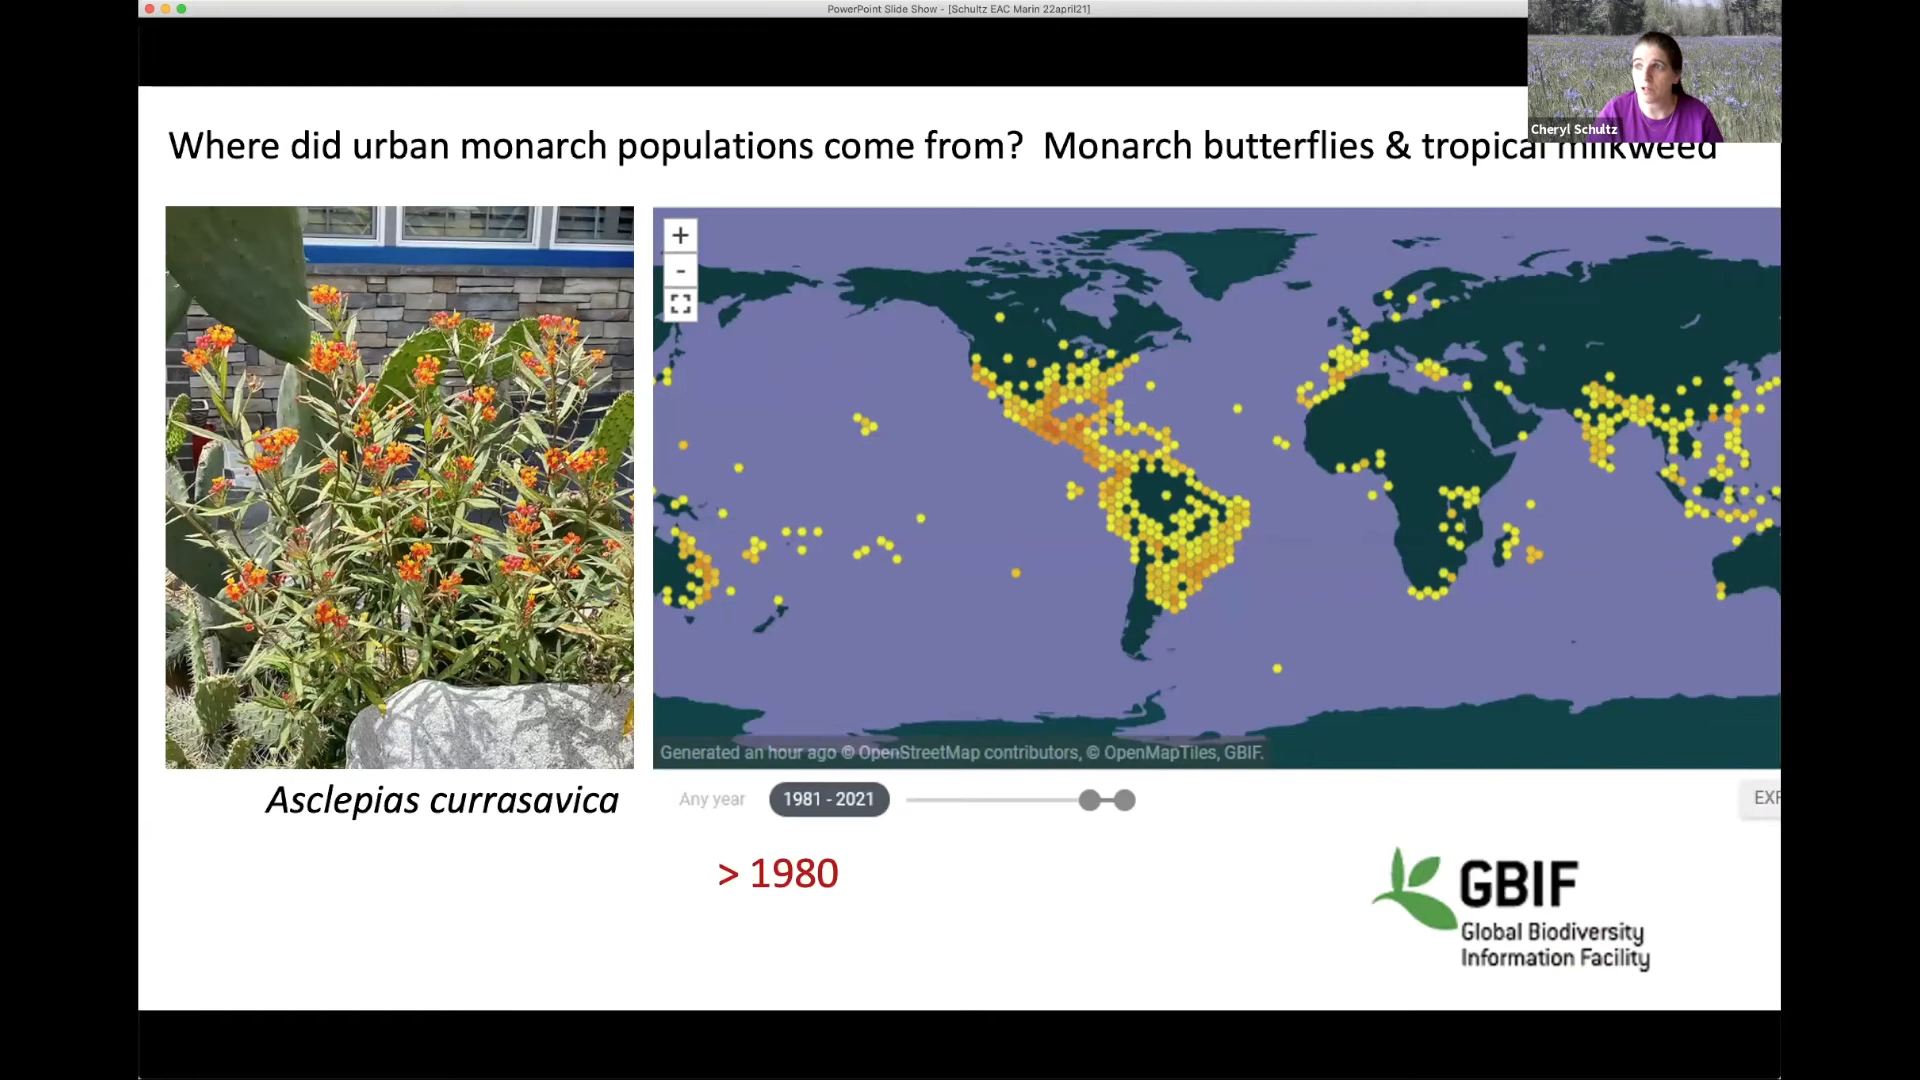 PowerPoint Slide Show - [Schultz EAC Marin 22april21]
Cheryl Schultz
Where did urban monarch populations come from? Monarch butterflies & tropical milkweed
+
-
Generated an hour ago © OpenStreetMap contributors, © OpenMapTiles, GBIF.
Asclepias currasavica
Any year
1981 - 2021
EXF
> 1980
GBIF
Global Biodiversity
Information Facility